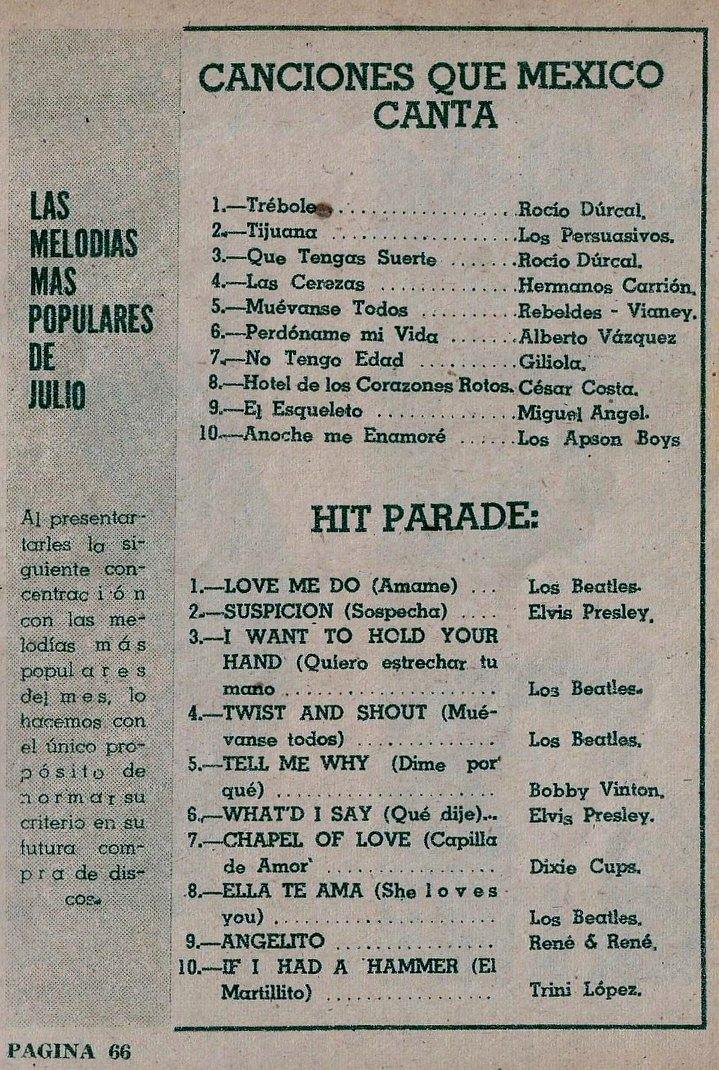 CANCIONES QUE MEXICO
CANTA
LAS
MELODIAS
MAS
POPULARES
DE
JULIO
Al presentar-
tarles la si-
guiente con-
centración
con las me-
lodías más
populares
del mes, lo
hacemos con
el único pro-
pósito de
normar su
criterio en su
futura com-
pra de dis-
cos.
1.—Trébole ..................Rocío Dúrcal.
2.—Tijuana ..................Los Persuasivos.
3.—Que Tengas Suerte ........Rocío Dúrcal.
4.—Las Cerezas ..............Hermanos Carrión.
5.—Muévanse Todos ...........Rebeldes - Vianey.
6.—Perdóname mi Vida ........Alberto Vázquez
7.—No Tengo Edad ..........Giliola.
8.—Hotel de los Corazones Rotos. César Costa.
9.—El Esqueleto ..............Miguel Angel.
10.—Anoche me Enamoré ......Los Apson Boys
HIT PARADE:
1.—LOVE ME DO (Amame) ... Los Beatles.
2.—SUSPICION (Sospecha) .... Elvis Presley.
3.—I WANT TO HOLD YOUR
HAND (Quiero estrechar tu
mano ..................... Los Beatles.
4.—TWIST AND SHOUT (Mué-
vanse todos) .............. Los Beatles.
5.—TELL ME WHY (Dime por
qué) ..................... Bobby Vinton.
6.—WHAT'D I SAY (Qué dije)... Elvis Presley.
7.—CHAPEL OF LOVE (Capilla
de Amor' ................. Dixie Cups.
8.—ELLA TE AMA (She loves
you) ...................... Los Beatles.
9.—ANGELITO ................ René & René.
10.—IF I HAD A HAMMER (El
Martillito) ................. Trini López.
PAGINA 66